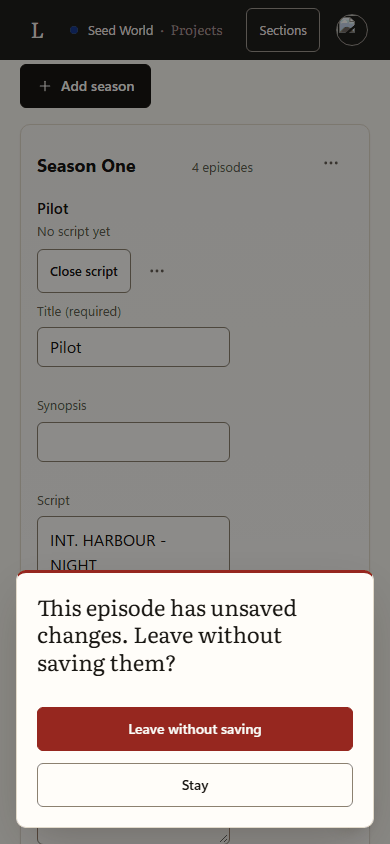 L
Seed World · Projects
Sections
+ Add season
Season One
4 episodes
Pilot
No script yet
Close script
Title (required)
Pilot
Synopsis
Script
INT. HARBOUR -
NIGHT
This episode has unsaved
changes. Leave without
saving them?
Leave without saving
Stay